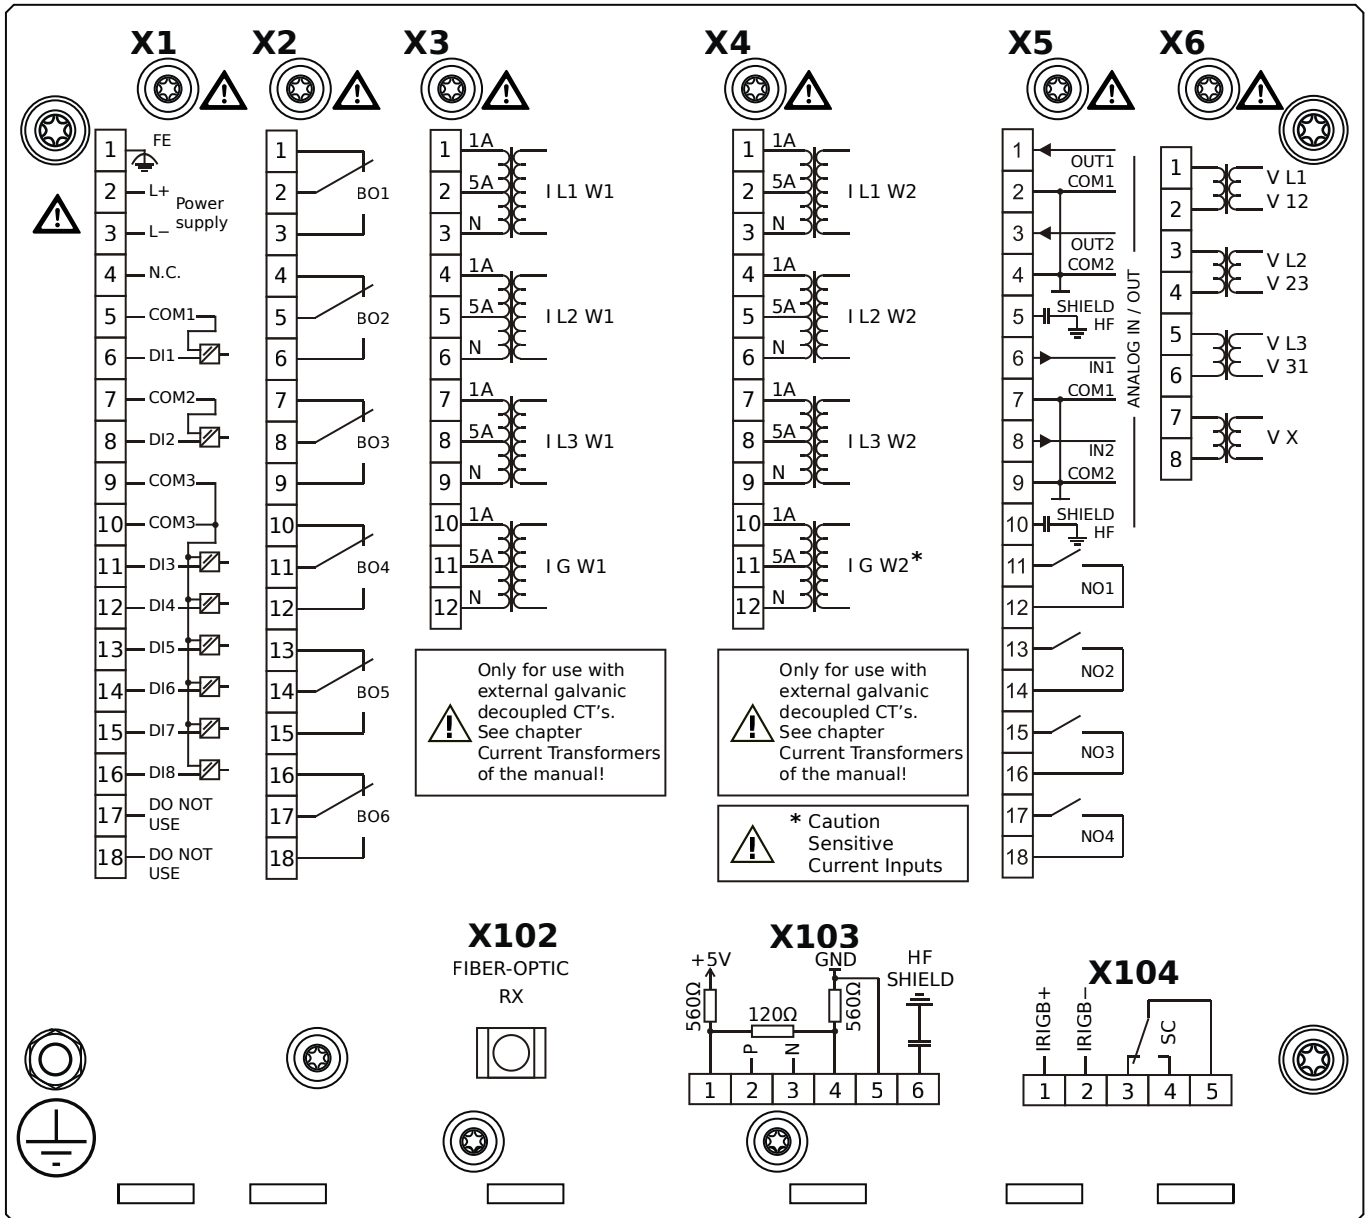 X1
X2
X3
X4
X5
X6
1
FE
2
L+
Power
supply
3
L−
4
N.C.
5
COM1
6
DI1
7
COM2
8
DI2
9
COM3
10
COM3
11
DI3
12
DI4
13
DI5
14
DI6
15
DI7
16
DI8
17
DO NOT
USE
18
DO NOT
USE
1
2
BO1
3
4
5
BO2
6
7
8
BO3
9
10
11
BO4
12
13
14
BO5
15
16
17
BO6
18
1
1A
2
5A
I L1 W1
3
N
4
1A
5
5A
I L2 W1
6
N
7
1A
8
5A
I L3 W1
9
N
10
1A
11
5A
I G W1
12
N
Only for use with
external galvanic
decoupled CT's.
See chapter
Current Transformers
of the manual!
1
1A
2
5A
I L1 W2
3
N
4
1A
5
5A
I L2 W2
6
N
7
1A
8
5A
I L3 W2
9
N
10
1A
11
5A
I G W2*
12
N
Only for use with
external galvanic
decoupled CT's.
See chapter
Current Transformers
of the manual!
* Caution
Sensitive
Current Inputs
1
OUT1
2
COM1
3
OUT2
4
COM2
5
SHIELD
HF
6
IN1
7
COM1
8
IN2
9
COM2
10
SHIELD
HF
ANALOG IN / OUT
11
NO1
12
13
NO2
14
15
NO3
16
17
NO4
18
1
V L1
2
V 12
3
V L2
4
V 23
5
V L3
6
V 31
7
V X
8
X102
FIBER-OPTIC
RX
X103
+5V
GND
HF
SHIELD
560Ω
120Ω
560Ω
P
N
1
2
3
4
5
6
X104
IRIGB+
IRIGB−
SC
1
2
3
4
5